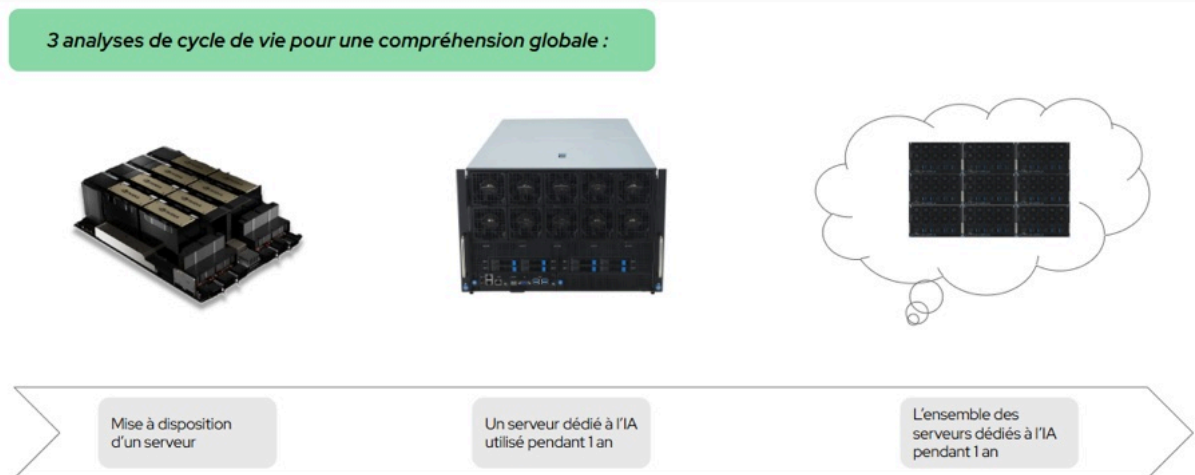 3 analyses de cycle de vie pour une compréhension globale :
Mise à disposition
d'un serveur
Un serveur dédié à l'IA
utilisé pendant 1 an
L'ensemble des
serveurs dédiés à l'IA
pendant 1 an